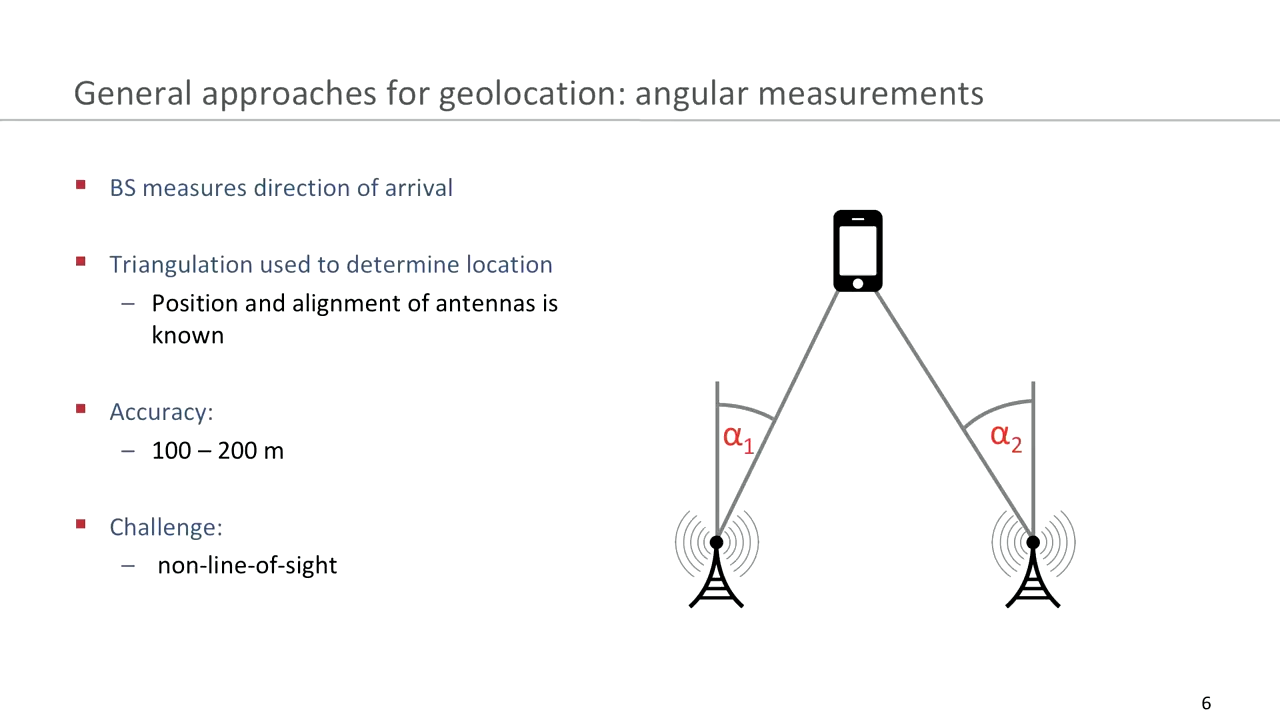 General approaches for geolocation: angular measurements
▪ BS measures direction of arrival
▪ Triangulation used to determine location
– Position and alignment of antennas is
known
▪ Accuracy:
– 100 – 200 m
▪ Challenge:
– non-line-of-sight
α₁
α₂
6